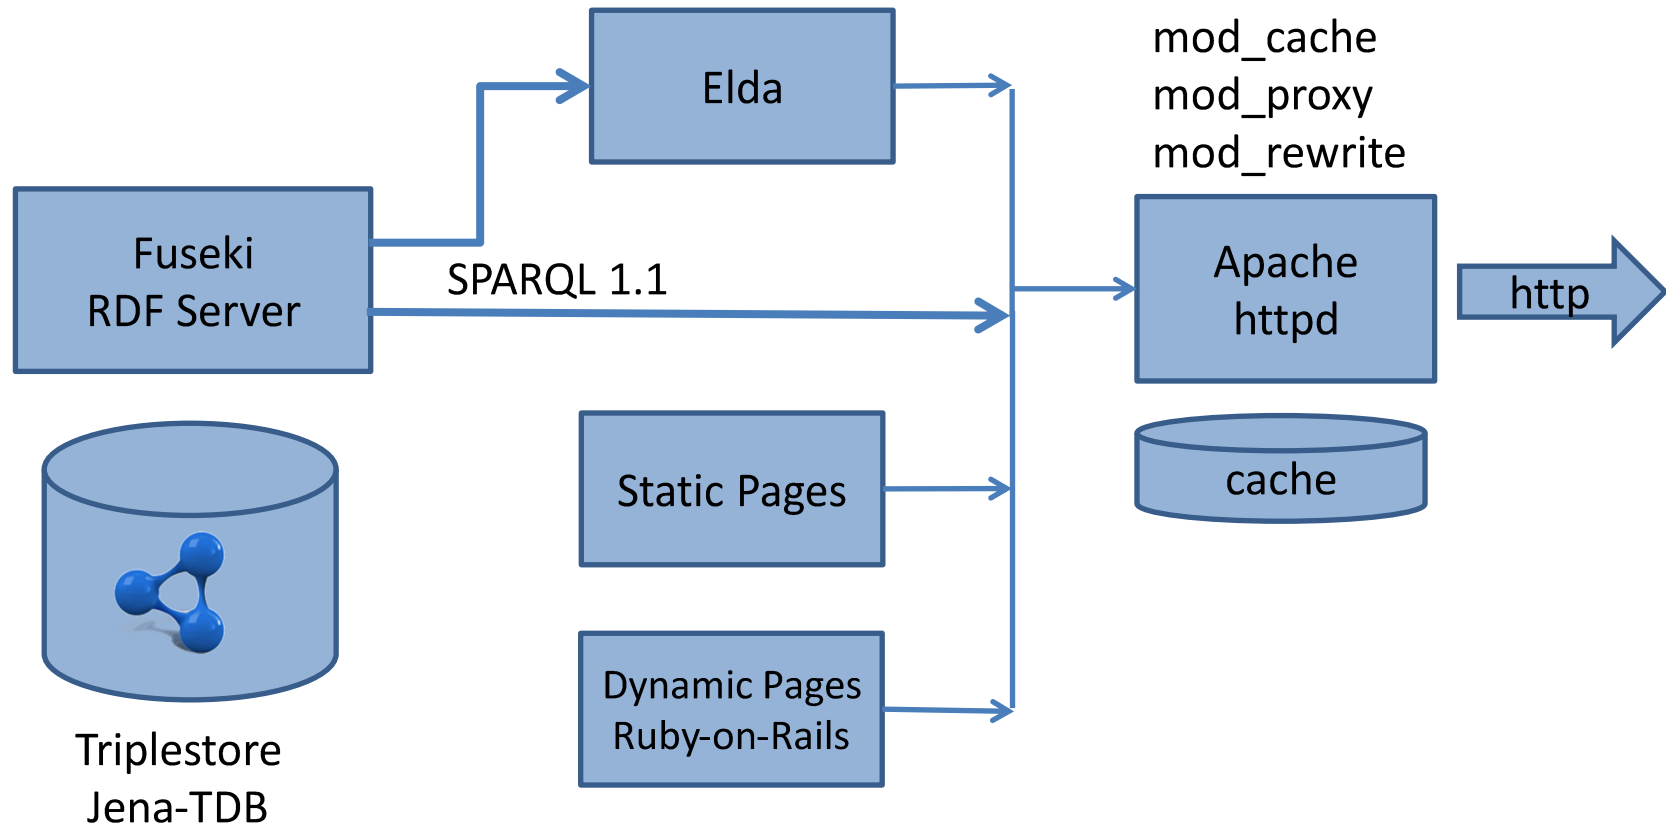 Elda
mod_cache
mod_proxy
mod_rewrite
Fuseki
RDF Server
SPARQL 1.1
Apache
httpd
http
Static Pages
cache
Dynamic Pages
Ruby-on-Rails
Triplestore
Jena-TDB